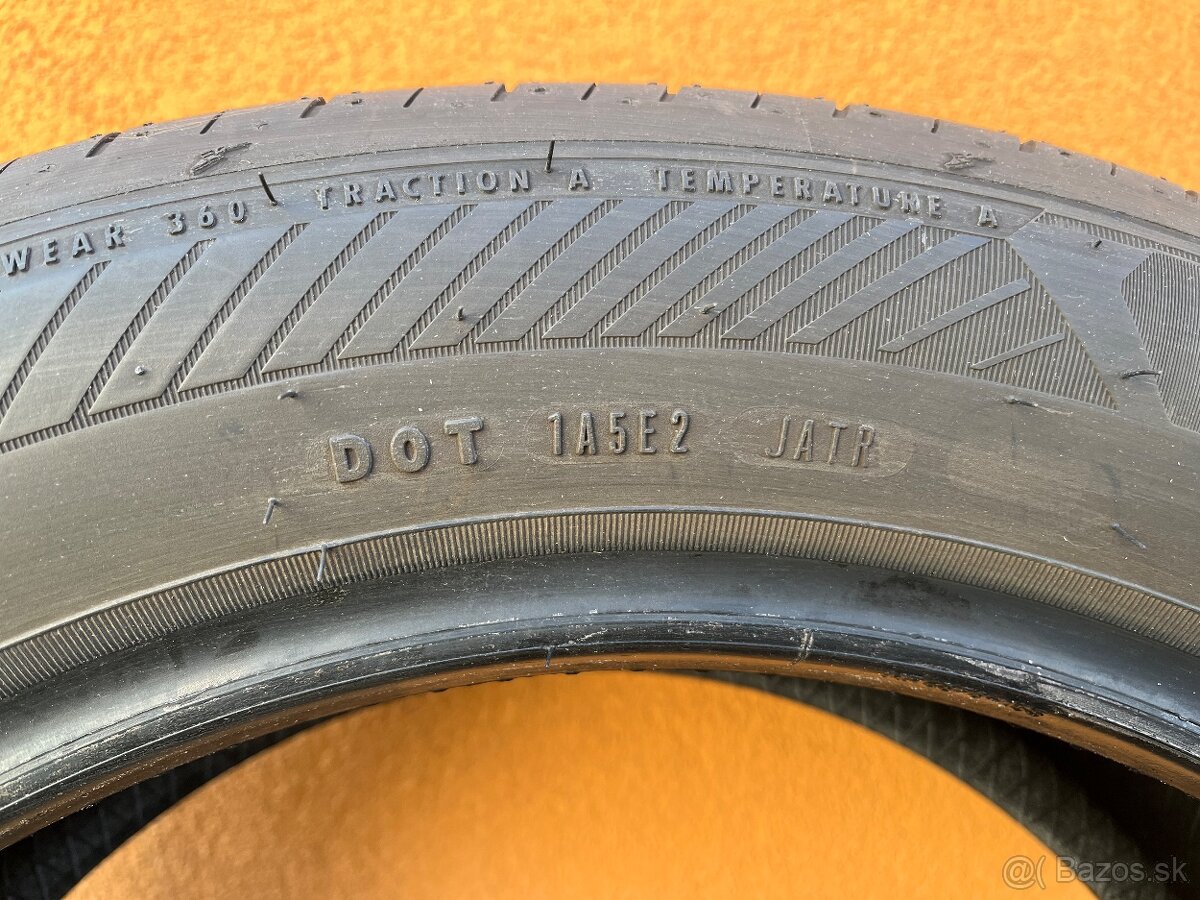 WEAR 360 TRACTION A TEMPERATURE A
DOT 1A5E2 JATR
@( Bazos.sk